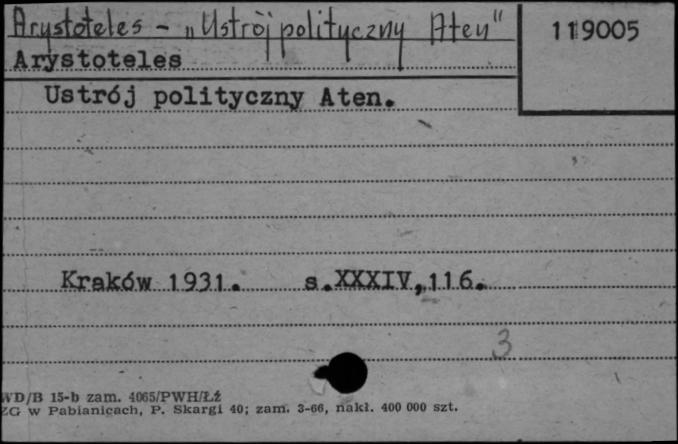 Arystoteles - „Ustrój polityczny Aten"
119005
Arystoteles
Ustrój polityczny Aten.
Kraków 1931. s.XXXIV,116.
3
WD/B 15-b zam. 4065/PWH/Łż
ZG w Pabianicach, P. Skargi 40; zam. 3-66, nakł. 400 000 szt.